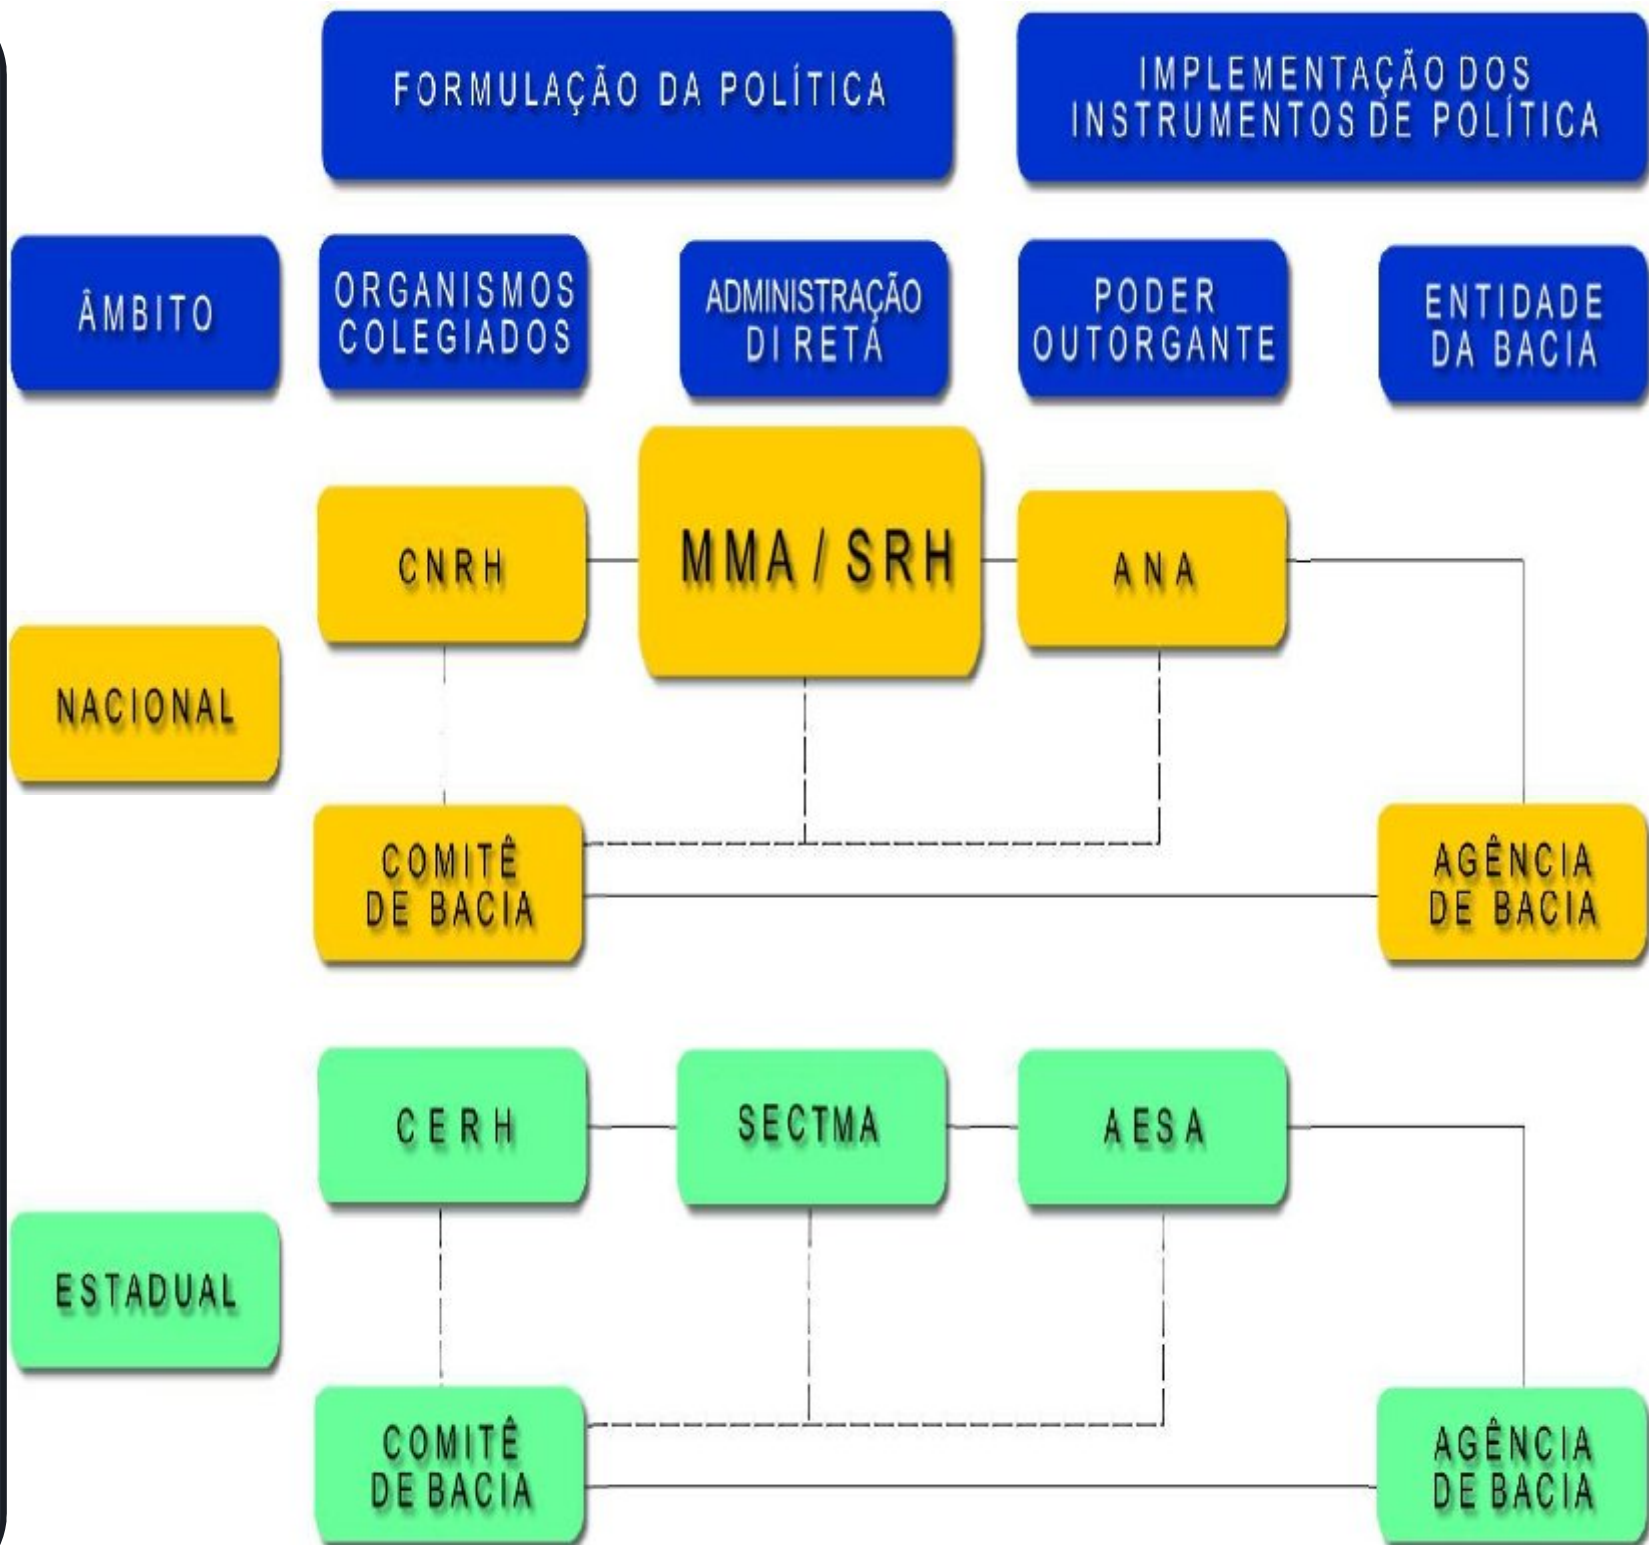 FORMULAÇÃO DA POLÍTICA
IMPLEMENTAÇÃO DOS
INSTRUMENTOS DE POLÍTICA
ÂMBITO
ORGANISMOS
COLEGIADOS
ADMINISTRAÇÃO
DIRETA
PODER
OUTORGANTE
ENTIDADE
DA BACIA
CNRH
MMA / SRH
ANA
NACIONAL
COMITÊ
DE BACIA
AGÊNCIA
DE BACIA
CERH
SECTMA
AESA
ESTADUAL
COMITÊ
DE BACIA
AGÊNCIA
DE BACIA